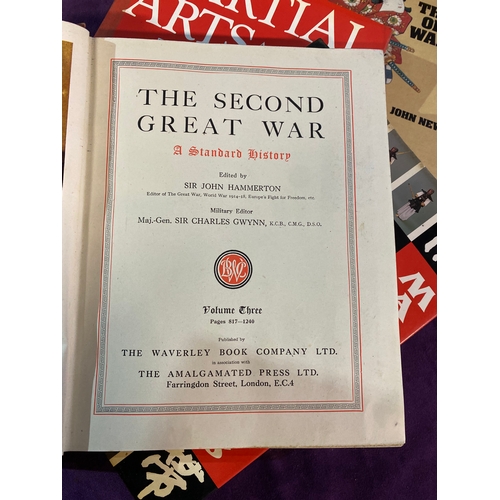 MARTIAL
ARTS
THE SECOND
GREAT WAR
A Standard History
Edited by
SIR JOHN HAMMERTON
Editor of The Great War, World War 1914-18, Europe's Fight for Freedom, etc.
Military Editor
Maj.-Gen. SIR CHARLES GWYNN, K.C.B., C.M.G., D.S.O.
WBC
Volume Three
Pages 817—1240
Published by
THE WAVERLEY BOOK COMPANY LTD.
in association with
THE AMALGAMATED PRESS LTD.
Farringdon Street, London, E.C.4
JOHN NEW
MA